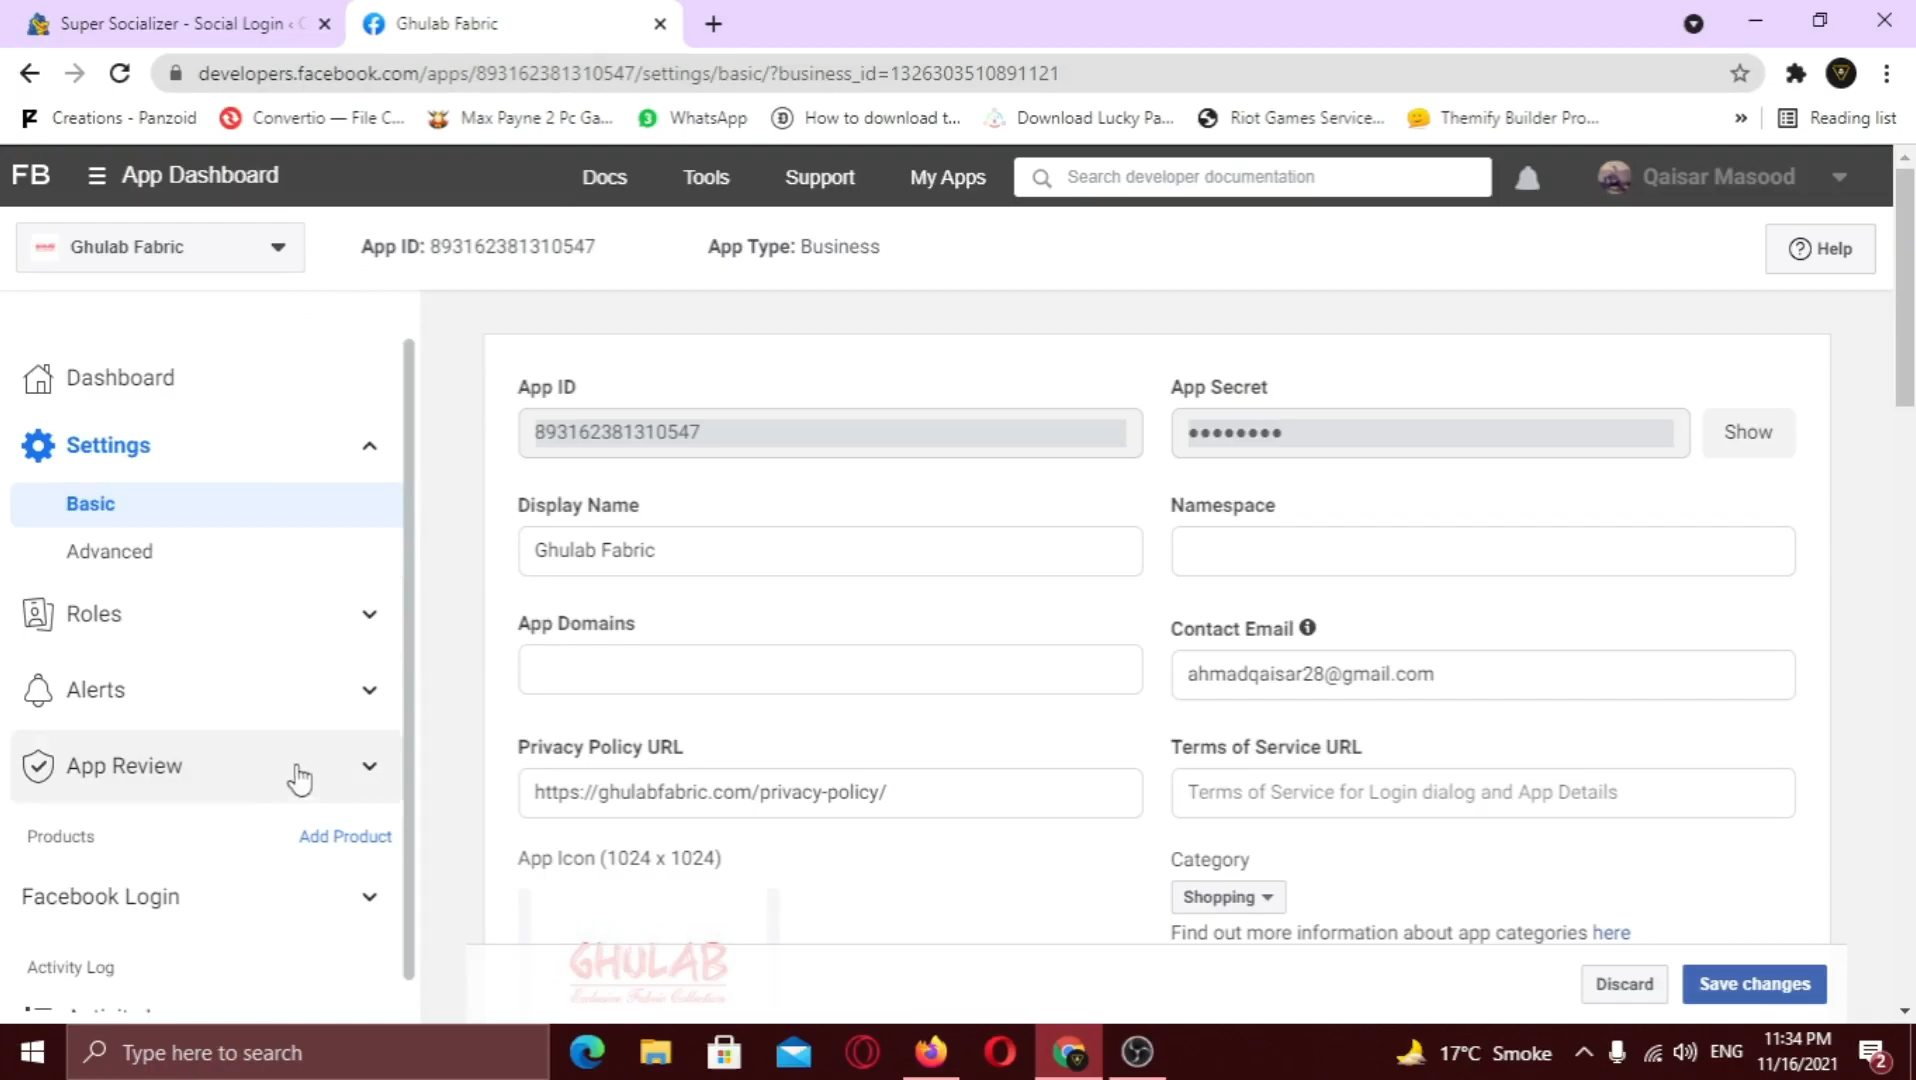 Super Socializer - Social Login ‹
Ghulab Fabric
developers.facebook.com/apps/893162381310547/settings/basic/?business_id=1326303510891121
Creations - Panzoid
Convertio — File C...
Max Payne 2 Pc Ga...
WhatsApp
How to download t...
Download Lucky Pa...
Riot Games Service...
Themify Builder Pro...
»
Reading list
FB
App Dashboard
Docs
Tools
Support
My Apps
Search developer documentation
Qaisar Masood
Ghulab Fabric
App ID: 893162381310547
App Type: Business
Help
Dashboard
Settings
Basic
Advanced
Roles
Alerts
App Review
Products
Add Product
Facebook Login
Activity Log
App ID
893162381310547
App Secret
••••••••
Show
Display Name
Ghulab Fabric
Namespace
App Domains
Contact Email
ahmadqaisar28@gmail.com
Privacy Policy URL
https://ghulabfabric.com/privacy-policy/
Terms of Service URL
Terms of Service for Login dialog and App Details
App Icon (1024 x 1024)
GHULAB
Exclusive Fabric Collection
Category
Shopping
Find out more information about app categories here
Discard
Save changes
Type here to search
17°C Smoke
ENG
11:34 PM
11/16/2021
2